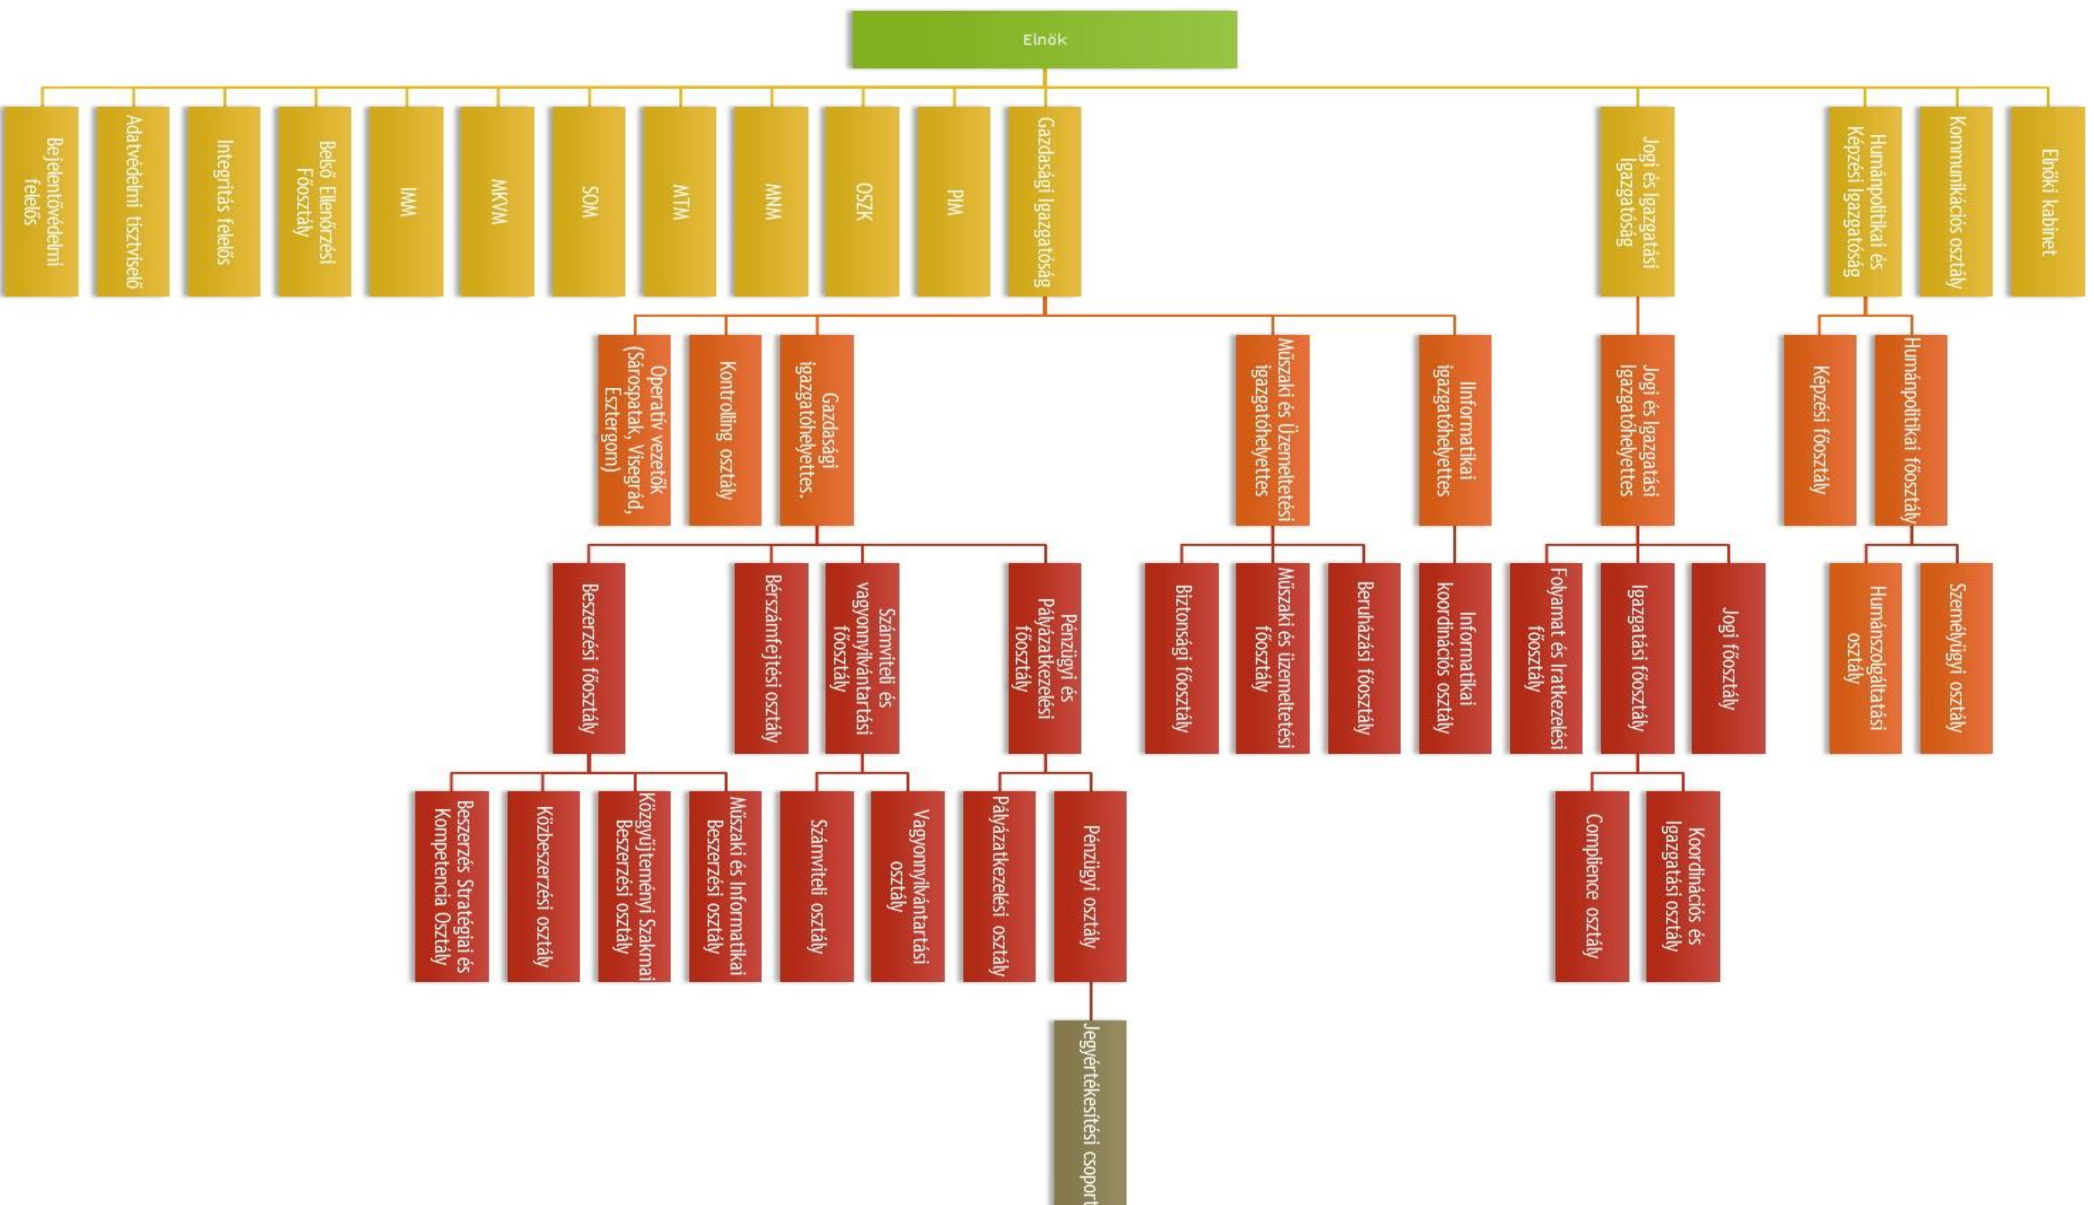 Elnök
Bejelentővédelmi
felelős
Adatvédelmi tisztviselő
Integritás felelős
Belső Ellenőrzési
Főosztály
IMM
MKVM
SOM
MTM
MNM
OSZK
PIM
Gazdasági Igazgatóság
Jogi és Igazgatási
Igazgatóság
Humánpolitikai és
Képzési Igazgatóság
Kommunikációs osztály
Elnöki kabinet
Operatív vezetők
(Sárospatak, Visegrád,
Esztergom)
Kontrolling osztály
Gazdasági
igazgatóhelyettes.
Műszaki és Üzemeltetési
igazgatóhelyettes
IInformatikai
igazgatóhelyettes
Jogi és Igazgatási
Igazgatóhelyettes
Képzési főosztály
Humánpolitikai főosztály
Beszerzési főosztály
Bérszámfejtési osztály
Számviteli és
vagyonnyilvántartási
főosztály
Pénzügyi és
Pályázatkezelési
főosztály
Biztonsági főosztály
Műszaki és üzemeltetési
főosztály
Beruházási főosztály
Informatikai
koordinációs osztály
Folyamat és Iratkezelési
főosztály
Igazgatási főosztály
Jogi főosztály
Humánszolgáltatási
osztály
Személyügyi osztály
Beszerzés Stratégiai és
Kompetencia Osztály
Közbeszerzési osztály
Közgyűjteményi Szakmai
Beszerzési osztály
Műszaki és Informatikai
Beszerzési osztály
Számviteli osztály
Vagyonnyilvántartási
osztály
Pályázatkezelési osztály
Pénzügyi osztály
Complience osztály
Koordinációs és
Igazgatási osztály
Jegyértékesítési csoport